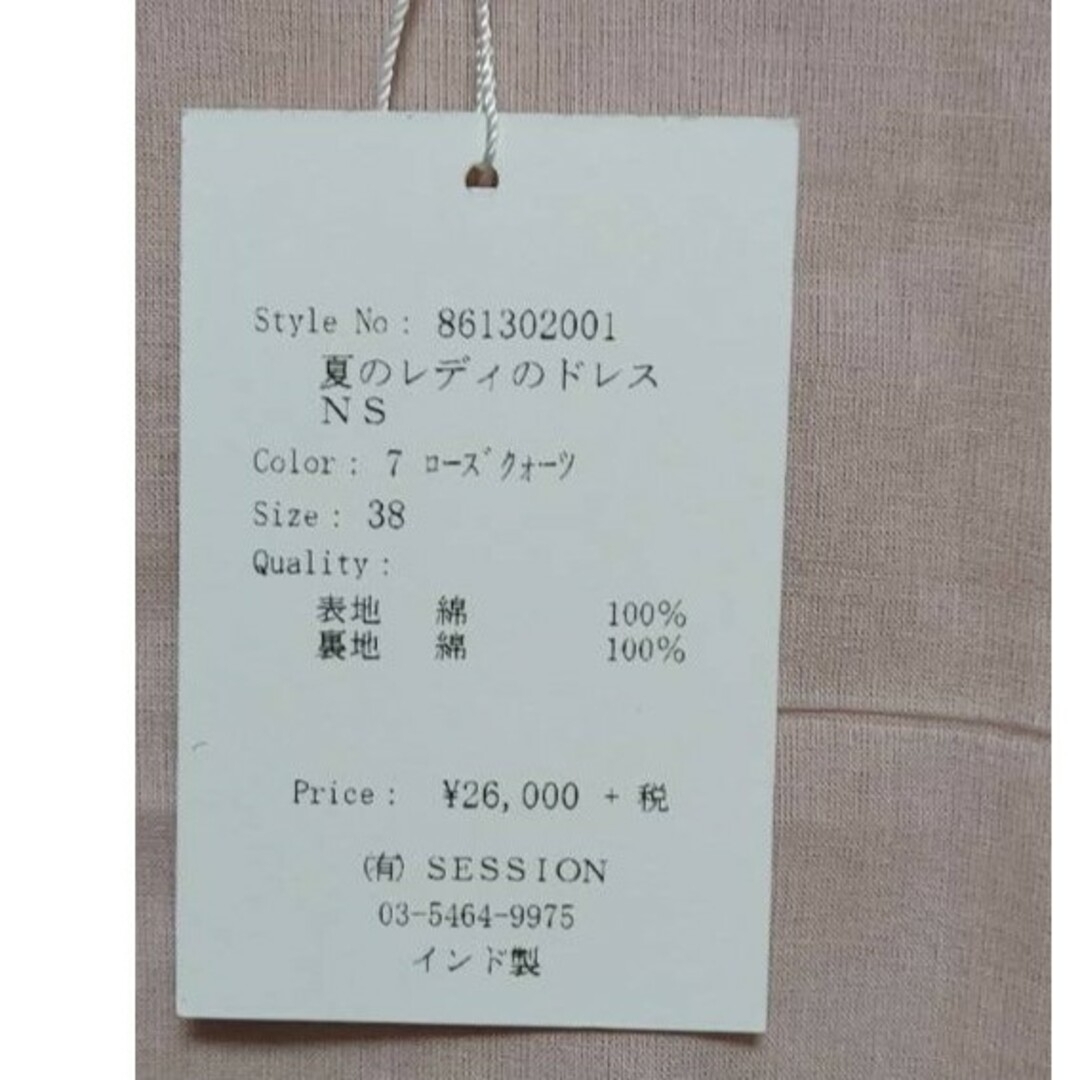 Style No : 861302001
夏のレディのドレス
ＮＳ
Color : 7 ﾛｰｽﾞｸｫｰﾂ
Size : 38
Quality :
表地 綿 100%
裏地 綿 100%
Price : ¥26,000 + 税
㈲ ＳＥＳＳＩＯＮ
03-5464-9975
インド製